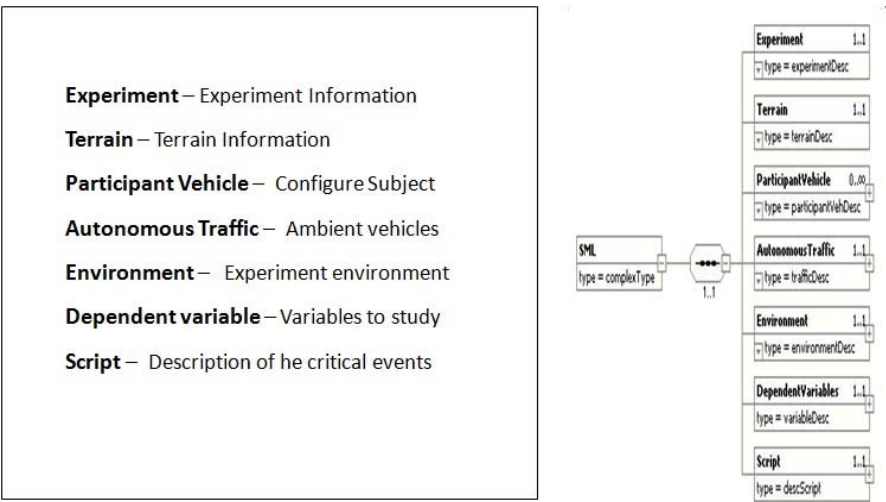 Experiment – Experiment Information
Terrain – Terrain Information
Participant Vehicle – Configure Subject
Autonomous Traffic – Ambient vehicles
Environment – Experiment environment
Dependent variable – Variables to study
Script – Description of he critical events
SML
type = complexType
1..1
Experiment 1..1
type = experimentDesc
Terrain 1..1
type = terrainDesc
ParticipantVehicle 0..∞
type = participantVehDesc
AutonomousTraffic 1..1
type = trafficDesc
Environment 1..1
type = environmentDesc
DependentVariables 1..1
type = variableDesc
Script 1..1
type = descScript